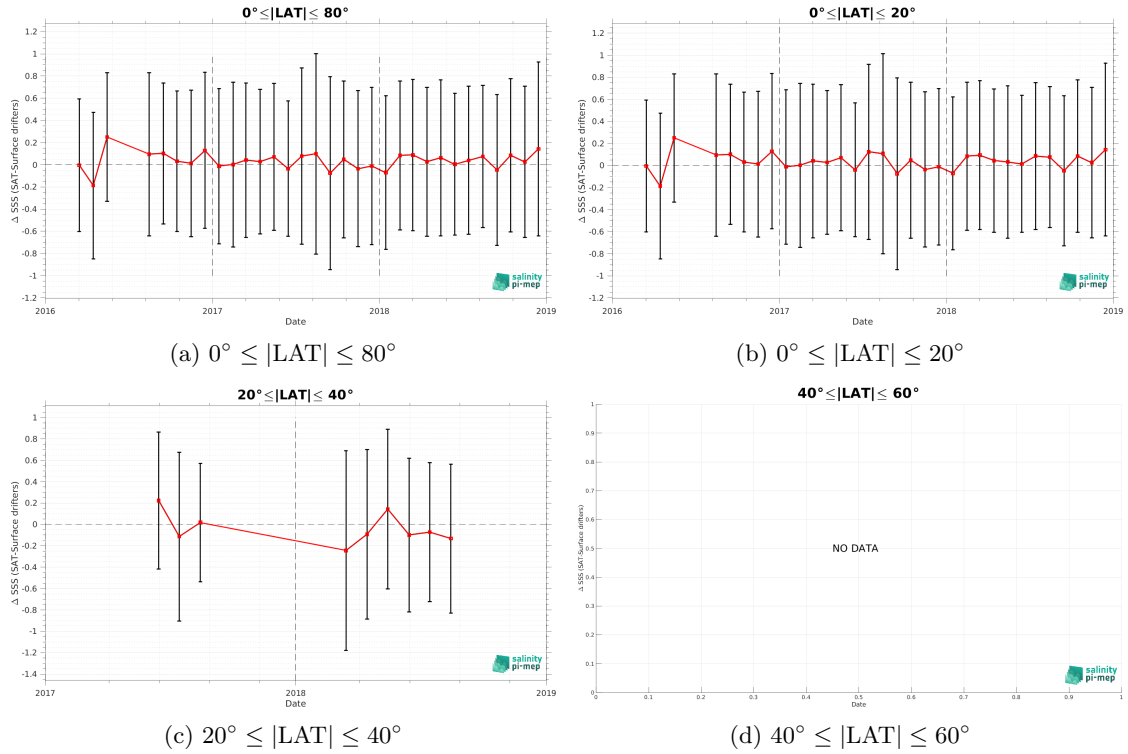 0°≤|LAT|≤ 80°
Δ SSS (SAT-Surface drifters)
1.2
1
0.8
0.6
0.4
0.2
0
-0.2
-0.4
-0.6
-0.8
-1
-1.2
2016
2017
2018
2019
Date
salinity
pi-mep
(a) 0° ≤ |LAT| ≤ 80°
0°≤|LAT|≤ 20°
Δ SSS (SAT-Surface drifters)
1.2
1
0.8
0.6
0.4
0.2
0
-0.2
-0.4
-0.6
-0.8
-1
-1.2
2016
2017
2018
2019
Date
salinity
pi-mep
(b) 0° ≤ |LAT| ≤ 20°
20°≤|LAT|≤ 40°
Δ SSS (SAT-Surface drifters)
1
0.8
0.6
0.4
0.2
0
-0.2
-0.4
-0.6
-0.8
-1
-1.2
-1.4
2017
2018
2019
Date
salinity
pi-mep
(c) 20° ≤ |LAT| ≤ 40°
40°≤|LAT|≤ 60°
Δ SSS (SAT-Surface drifters)
1
0.9
0.8
0.7
0.6
0.5
0.4
0.3
0.2
0.1
0
NO DATA
0 0.1 0.2 0.3 0.4 0.5 0.6 0.7 0.8 0.9 1
Date
salinity
pi-mep
(d) 40° ≤ |LAT| ≤ 60°